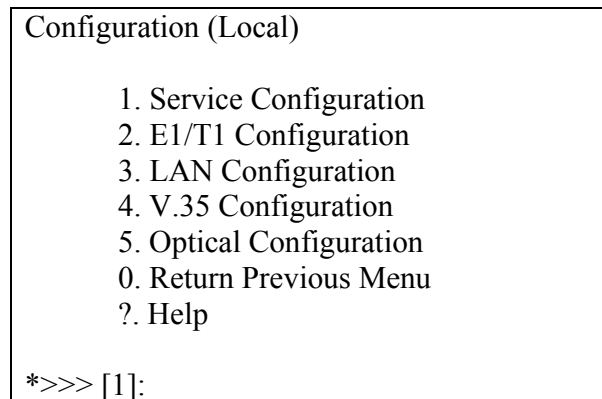 Configuration (Local)
1. Service Configuration
2. E1/T1 Configuration
3. LAN Configuration
4. V.35 Configuration
5. Optical Configuration
0. Return Previous Menu
?. Help
*>>> [1]: